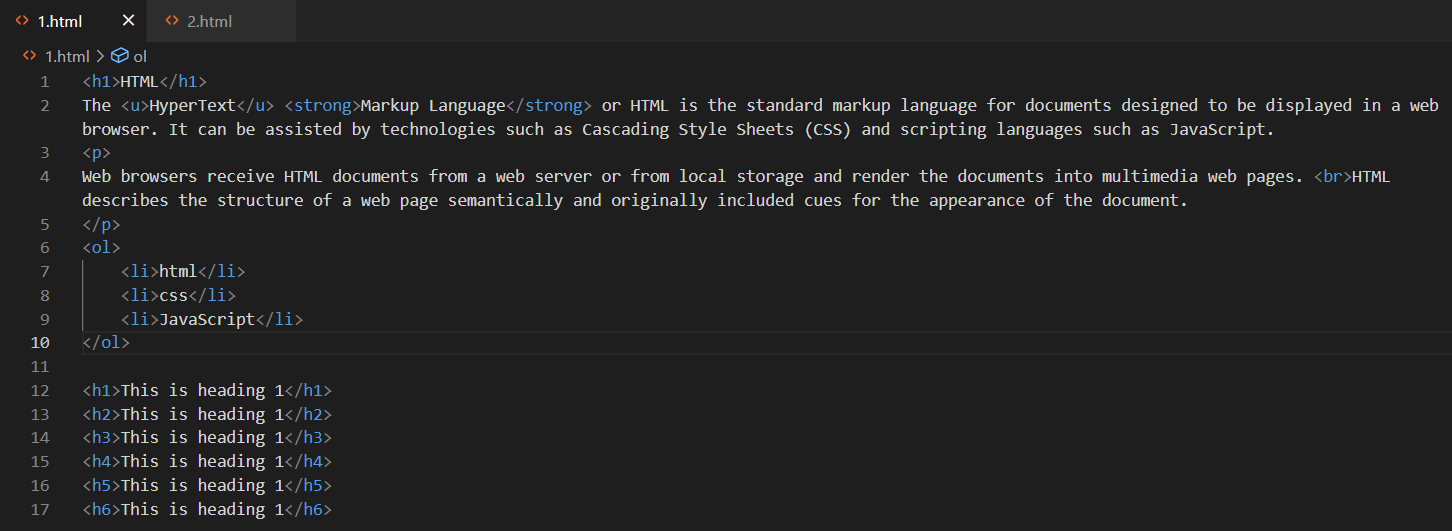 1.html
2.html
1.html > ol
1 <h1>HTML</h1>
2 The <u>HyperText</u> <strong>Markup Language</strong> or HTML is the standard markup language for documents designed to be displayed in a web
browser. It can be assisted by technologies such as Cascading Style Sheets (CSS) and scripting languages such as JavaScript.
3 <p>
4 Web browsers receive HTML documents from a web server or from local storage and render the documents into multimedia web pages. <br>HTML
describes the structure of a web page semantically and originally included cues for the appearance of the document.
5 </p>
6 <ol>
7     <li>html</li>
8     <li>css</li>
9     <li>JavaScript</li>
10 </ol>
11
12 <h1>This is heading 1</h1>
13 <h2>This is heading 1</h2>
14 <h3>This is heading 1</h3>
15 <h4>This is heading 1</h4>
16 <h5>This is heading 1</h5>
17 <h6>This is heading 1</h6>